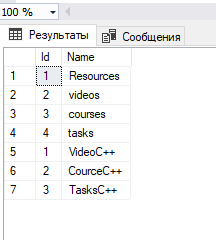 100 %
Результаты Сообщения
Id Name
1 1 Resources
2 2 videos
3 3 courses
4 4 tasks
5 1 VideoC++
6 2 CourceC++
7 3 TasksC++